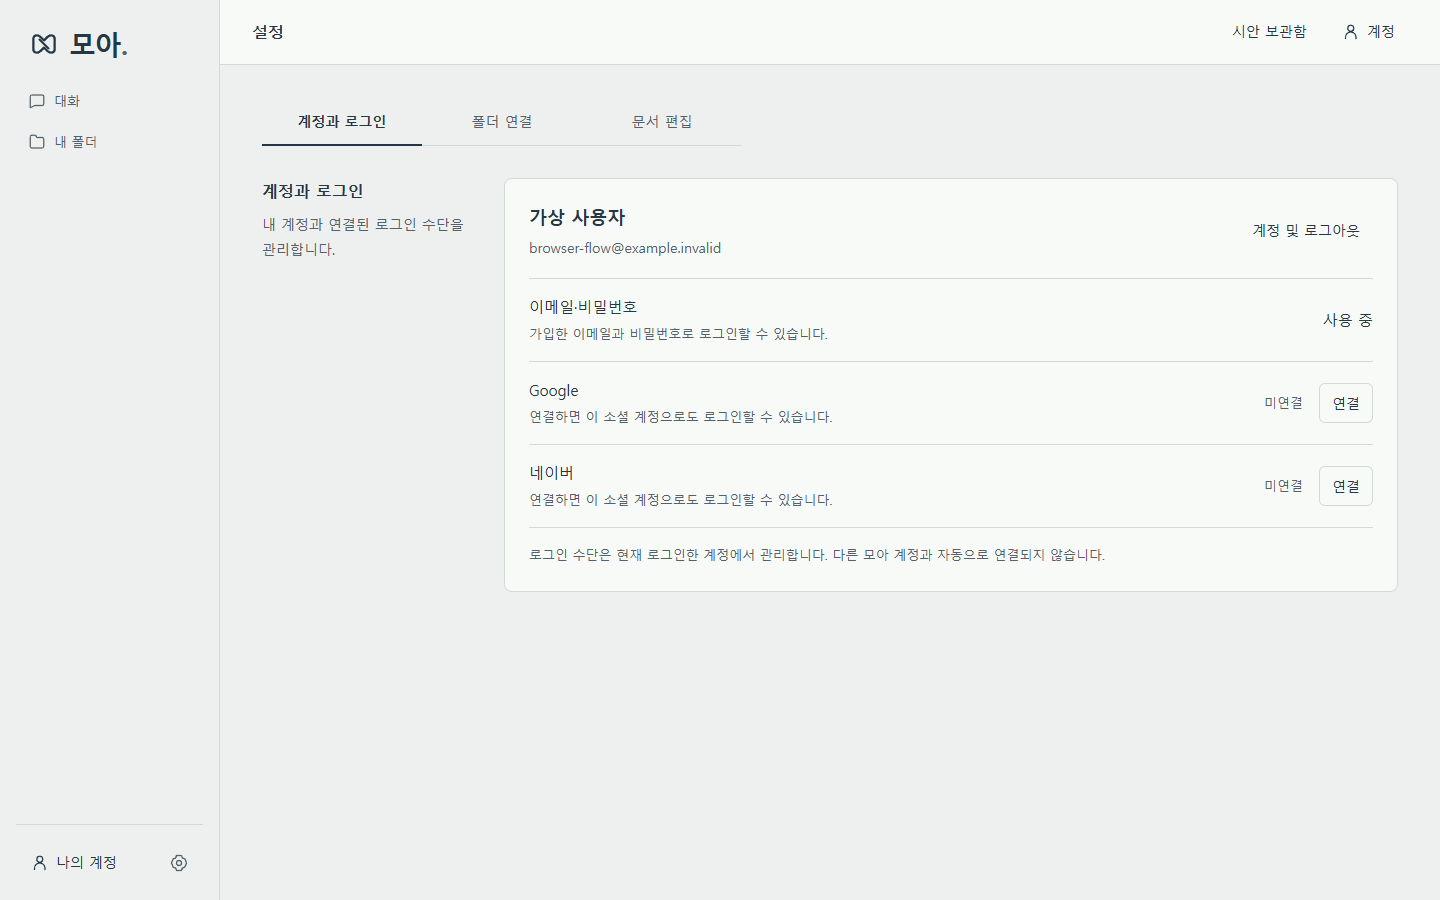 모아.
대화
내 폴더
나의 계정
설정
시안 보관함
계정
계정과 로그인
폴더 연결
문서 편집
계정과 로그인
내 계정과 연결된 로그인 수단을
관리합니다.
가상 사용자
browser-flow@example.invalid
계정 및 로그아웃
이메일·비밀번호
가입한 이메일과 비밀번호로 로그인할 수 있습니다.
사용 중
Google
연결하면 이 소셜 계정으로도 로그인할 수 있습니다.
미연결
연결
네이버
연결하면 이 소셜 계정으로도 로그인할 수 있습니다.
미연결
연결
로그인 수단은 현재 로그인한 계정에서 관리합니다. 다른 모아 계정과 자동으로 연결되지 않습니다.